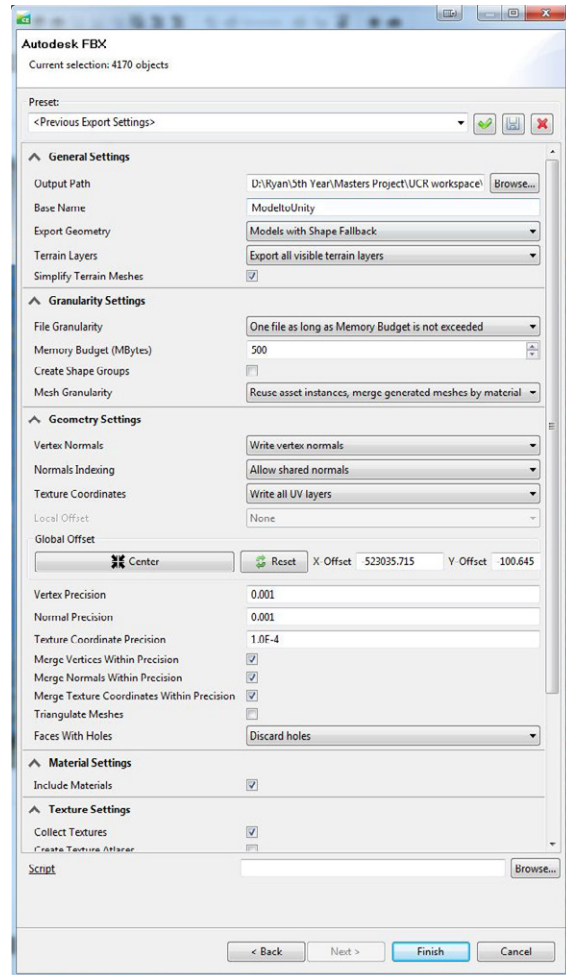 Autodesk FBX
Current selection: 4170 objects
Preset:
<Previous Export Settings>
General Settings
Output Path D:\Ryan\5th Year\Masters Project\UCR workspace\ Browse...
Base Name ModeltoUnity
Export Geometry Models with Shape Fallback
Terrain Layers Export all visible terrain layers
Simplify Terrain Meshes
Granularity Settings
File Granularity One file as long as Memory Budget is not exceeded
Memory Budget (MBytes) 500
Create Shape Groups
Mesh Granularity Reuse asset instances, merge generated meshes by material
Geometry Settings
Vertex Normals Write vertex normals
Normals Indexing Allow shared normals
Texture Coordinates Write all UV layers
Local Offset None
Global Offset
Center Reset X-Offset -523035.715 Y-Offset -100.645
Vertex Precision 0.001
Normal Precision 0.001
Texture Coordinate Precision 1.0E-4
Merge Vertices Within Precision
Merge Normals Within Precision
Merge Texture Coordinates Within Precision
Triangulate Meshes
Faces With Holes Discard holes
Material Settings
Include Materials
Texture Settings
Collect Textures
Create Texture Atlases
Script Browse...
< Back Next > Finish Cancel